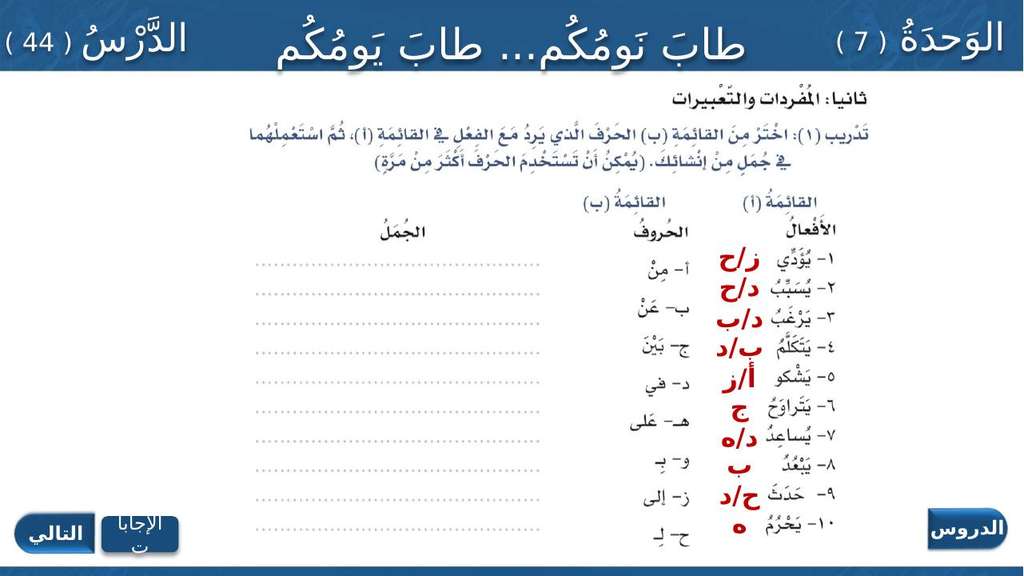 الوَحدَةُ ( 7 )
طابَ نَومُكُم... طابَ يَومُكُم
الدَّرْسُ ( 44 )
ثانيا: المُفْردات والتّعْبيرات
تَدْريب (١): اخْتَرْ مِنَ القائِمَةِ (ب) الحَرْفَ الَّذي يَرِدُ مَعَ الفِعْلِ في القائِمَةِ (أ)، ثُمَّ اسْتَعْمِلْهُما
في جُمَلٍ مِنْ إنْشائِكَ. (يُمْكِنُ أنْ تَسْتَخْدِمَ الحَرْفَ أَكْثَرَ مِنْ مَرَّةٍ)
القائِمَةُ (أ)
الأَفْعالُ
١- يُؤَدِّي ز/ح
٢- يُسَبِّبُ د/ح
٣- يَرْغَبُ د/ب
٤- يَتَكَلَّمُ ب/د
٥- يَشْكو أ/ز
٦- يَتَراوَحُ ج
٧- يُساعِدُ د/ه
٨- يَبْعُدُ ب
٩- حَدَثَ ح/د
١٠- يَحْرُمُ ه
القائِمَةُ (ب)
الحُروفُ
أ- مِنْ
ب- عَنْ
ج- بَيْنَ
د- في
هـ- عَلى
و- بِـ
ز- إلى
ح- لِـ
الجُمَلُ
الدروس
الإجابا
ت
التالي